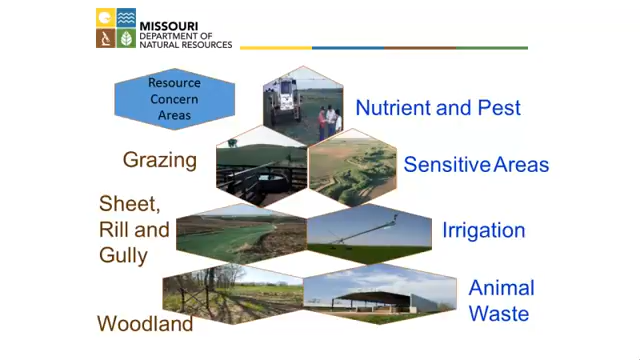 MISSOURI
DEPARTMENT OF
NATURAL RESOURCES
Resource
Concern
Areas
Nutrient and Pest
Grazing
Sensitive Areas
Sheet,
Rill and
Gully
Irrigation
Animal
Waste
Woodland